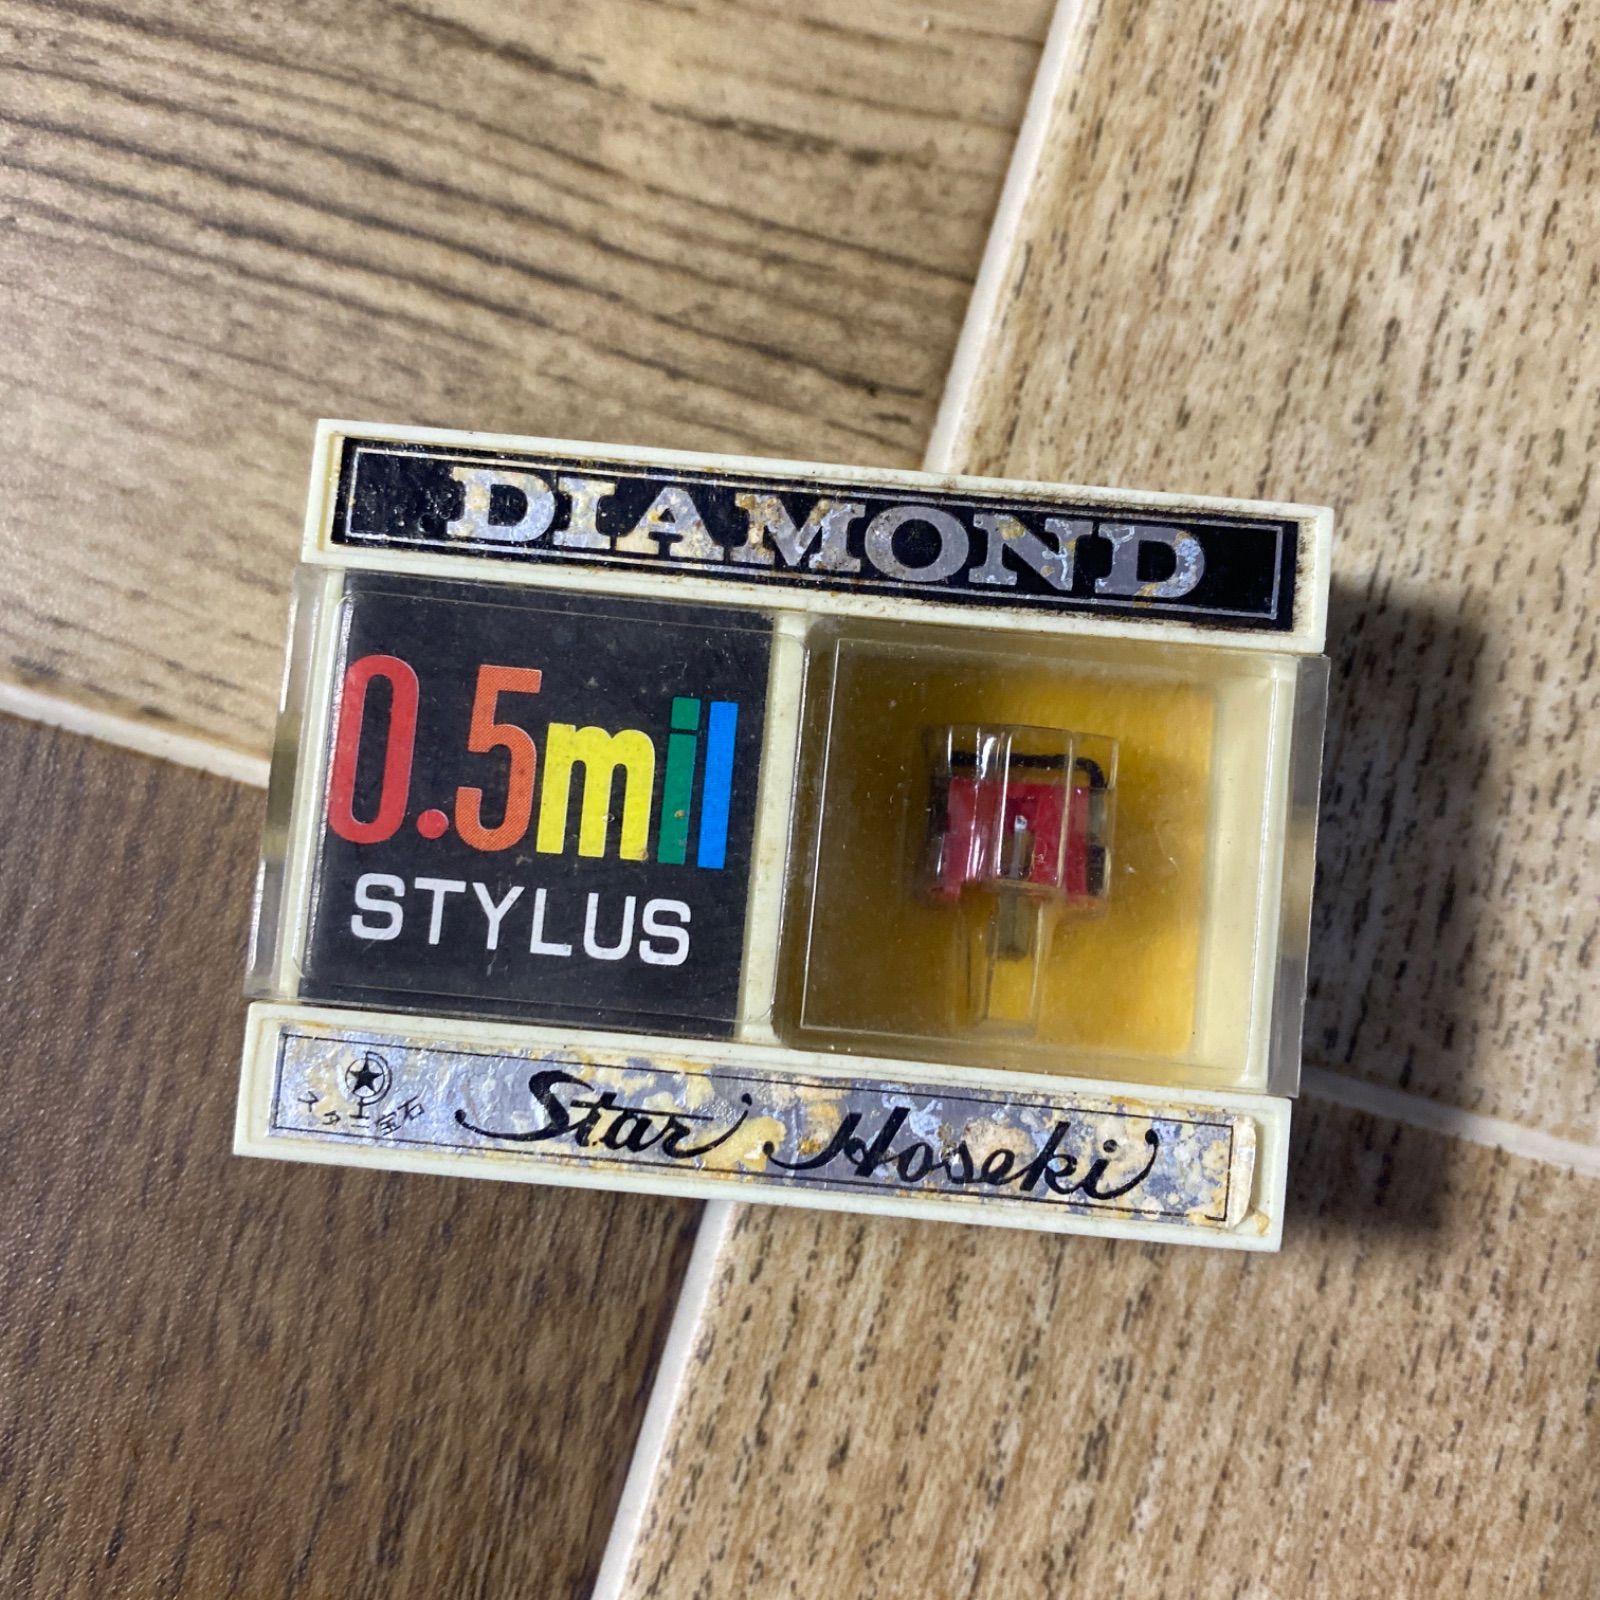 DIAMOND
0.5mil
STYLUS
スター宝石
Star Hoseki